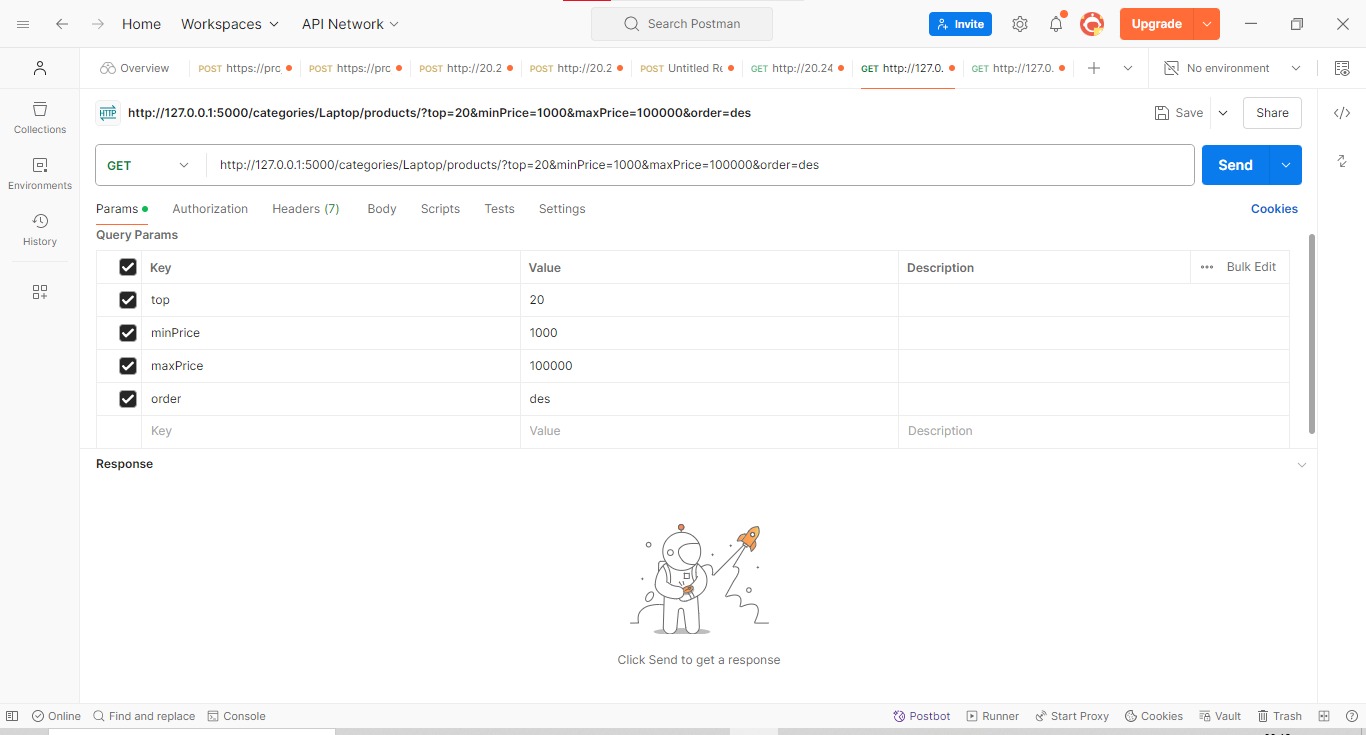 Home Workspaces API Network Search Postman Invite Upgrade
Overview POST https://prc POST https://prc POST http://20.2 POST http://20.2 POST Untitled Re GET http://20.24 GET http://127.0. GET http://127.0. No environment
HTTP http://127.0.0.1:5000/categories/Laptop/products/?top=20&minPrice=1000&maxPrice=100000&order=des Save Share
Collections
Environments
History
GET http://127.0.0.1:5000/categories/Laptop/products/?top=20&minPrice=1000&maxPrice=100000&order=des Send
Params Authorization Headers (7) Body Scripts Tests Settings Cookies
Query Params
Key Value Description Bulk Edit
top 20
minPrice 1000
maxPrice 100000
order des
Key Value Description
Response
Click Send to get a response
Online Find and replace Console Postbot Runner Start Proxy Cookies Vault Trash